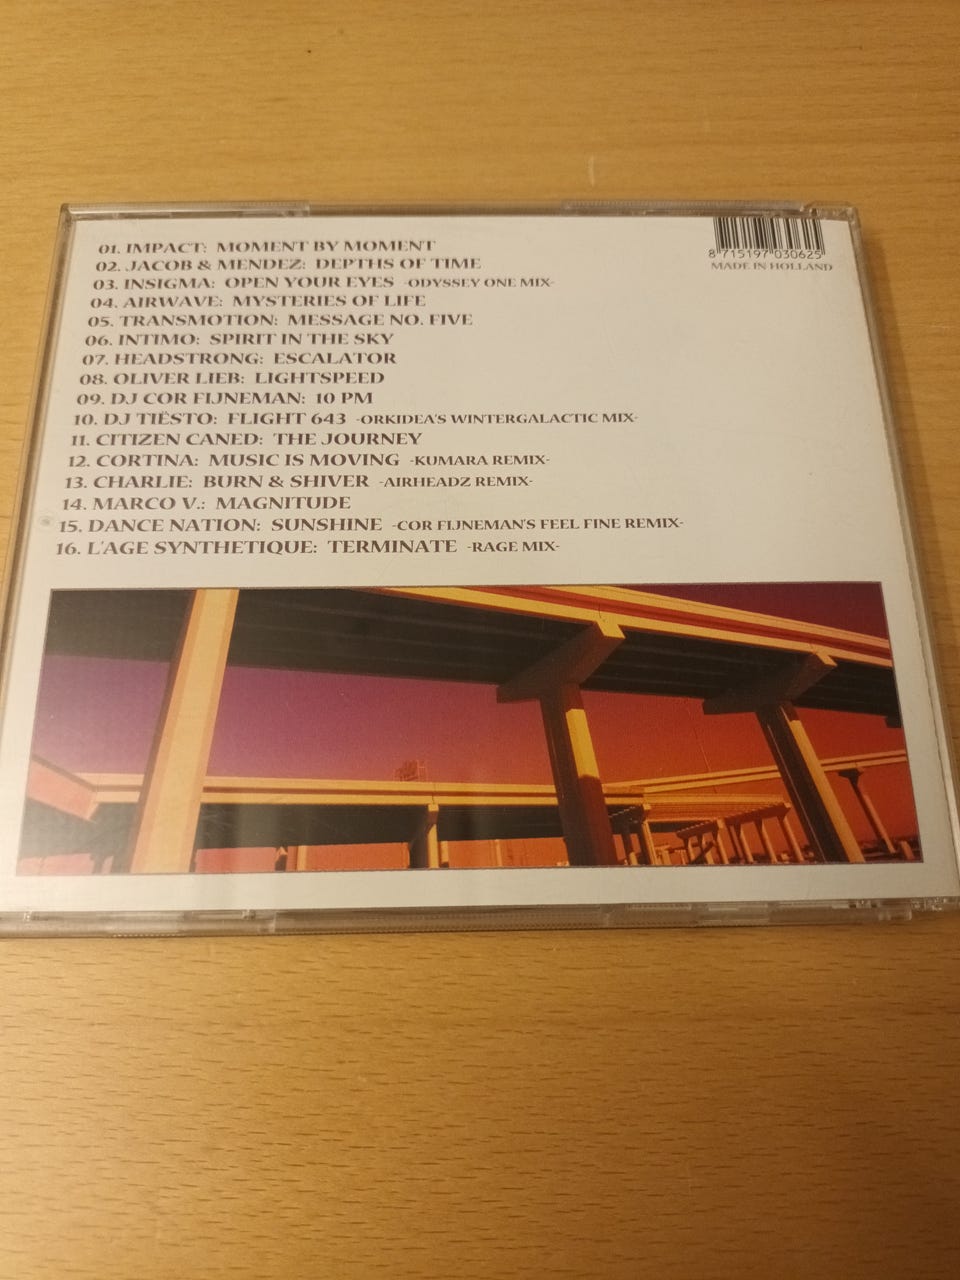 01. IMPACT: MOMENT BY MOMENT
02. JACOB & MENDEZ: DEPTHS OF TIME
03. INSIGMA: OPEN YOUR EYES -ODYSSEY ONE MIX-
04. AIRWAVE: MYSTERIES OF LIFE
05. TRANSMOTION: MESSAGE NO. FIVE
06. INTIMO: SPIRIT IN THE SKY
07. HEADSTRONG: ESCALATOR
08. OLIVER LIEB: LIGHTSPEED
09. DJ COR FIJNEMAN: 10 PM
10. DJ TIËSTO: FLIGHT 643 -ORKIDEA'S WINTERGALACTIC MIX-
11. CITIZEN CANED: THE JOURNEY
12. CORTINA: MUSIC IS MOVING -KUMARA REMIX-
13. CHARLIE: BURN & SHIVER -AIRHEADZ REMIX-
14. MARCO V.: MAGNITUDE
15. DANCE NATION: SUNSHINE -COR FIJNEMAN'S FEEL FINE REMIX-
16. L'AGE SYNTHETIQUE: TERMINATE -RAGE MIX-
8 715197 030625
MADE IN HOLLAND